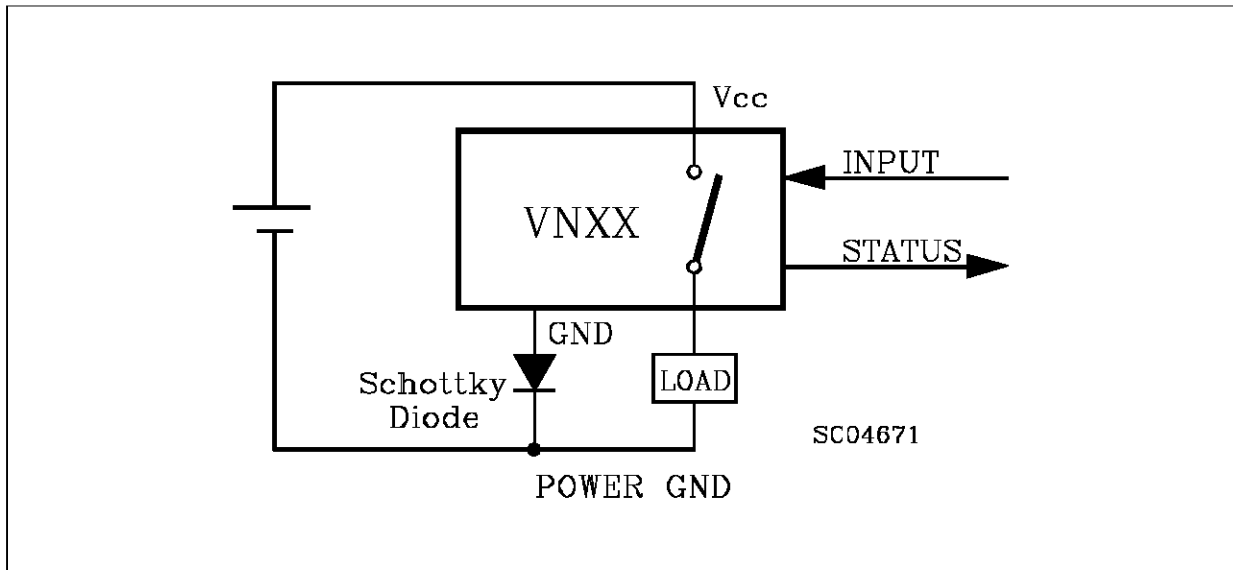 Vcc
INPUT
VNXX
STATUS
GND
Schottky
Diode
LOAD
SC04671
POWER GND